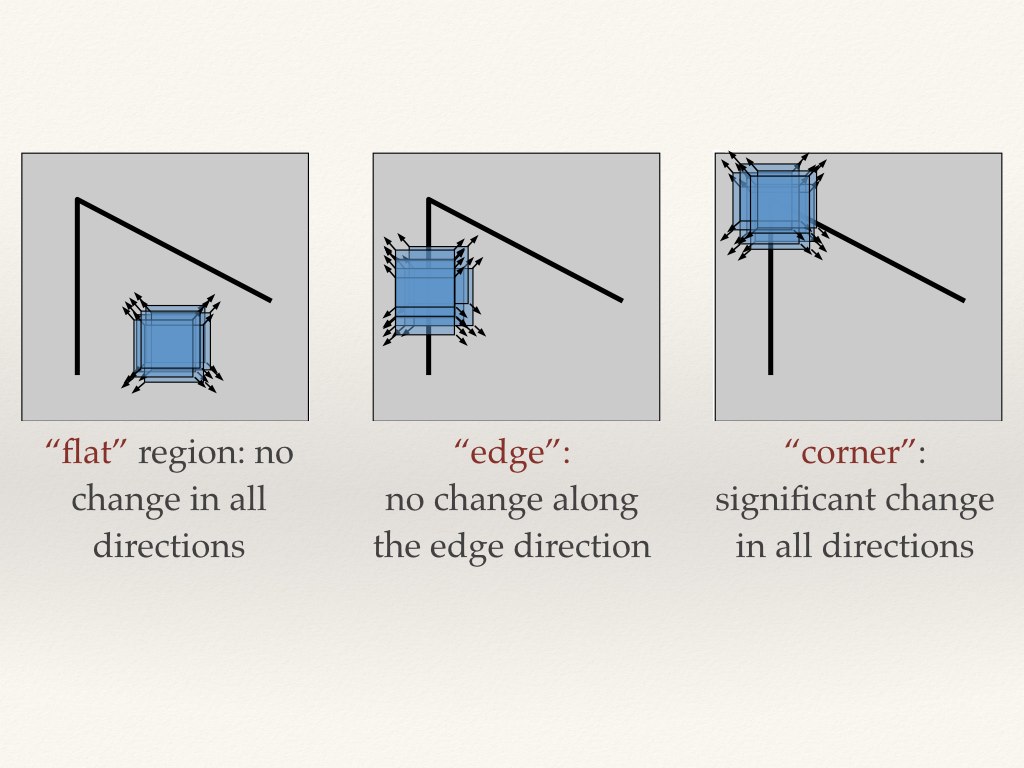 “flat” region: no
change in all
directions
“edge”:
no change along
the edge direction
“corner”:
significant change
in all directions